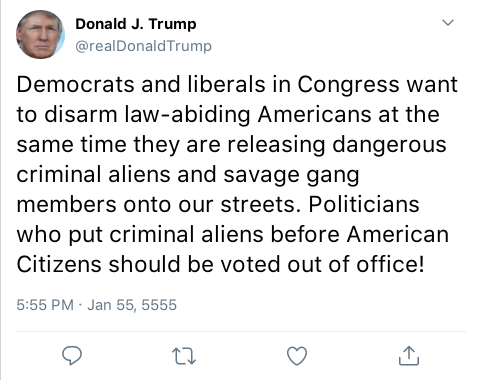 Donald J. Trump
@realDonaldTrump
Democrats and liberals in Congress want
to disarm law-abiding Americans at the
same time they are releasing dangerous
criminal aliens and savage gang
members onto our streets. Politicians
who put criminal aliens before American
Citizens should be voted out of office!
5:55 PM · Jan 55, 5555